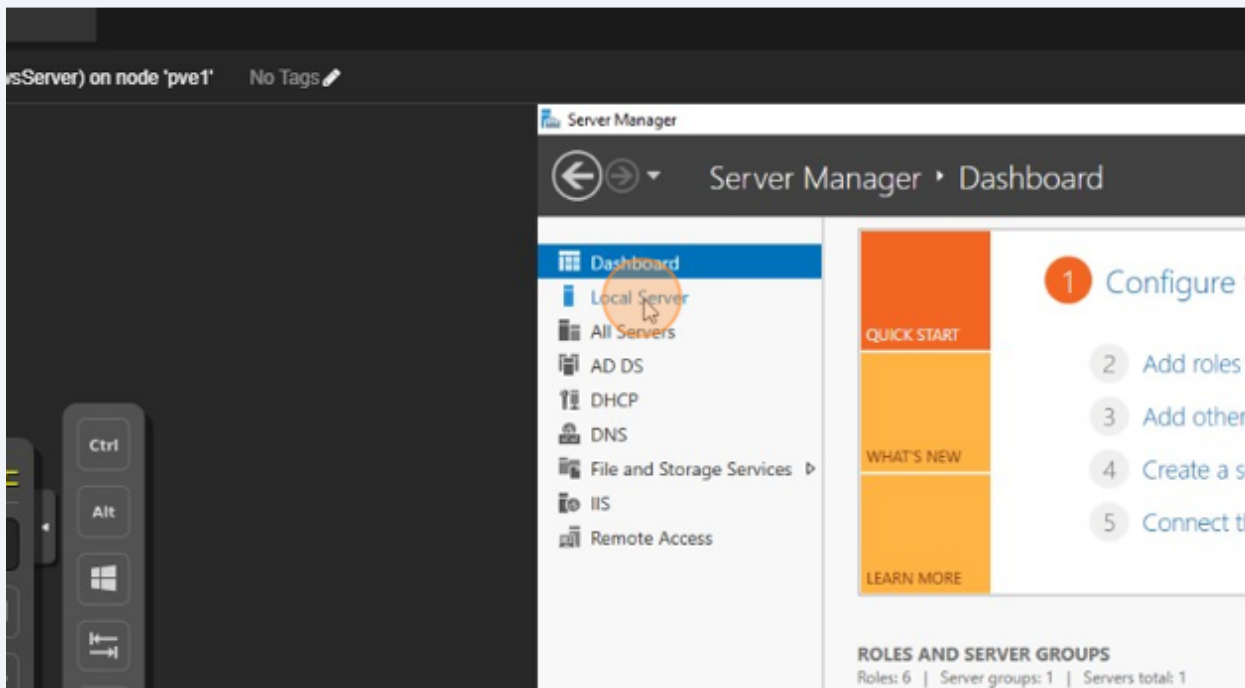 vsServer) on node 'pve1' No Tags
Server Manager
Server Manager ‣ Dashboard
Dashboard
Local Server
All Servers
AD DS
DHCP
DNS
File and Storage Services
IIS
Remote Access
QUICK START
WHAT'S NEW
LEARN MORE
1 Configure
2 Add roles
3 Add other
4 Create a s
5 Connect th
ROLES AND SERVER GROUPS
Roles: 6 | Server groups: 1 | Servers total: 1
Ctrl
Alt